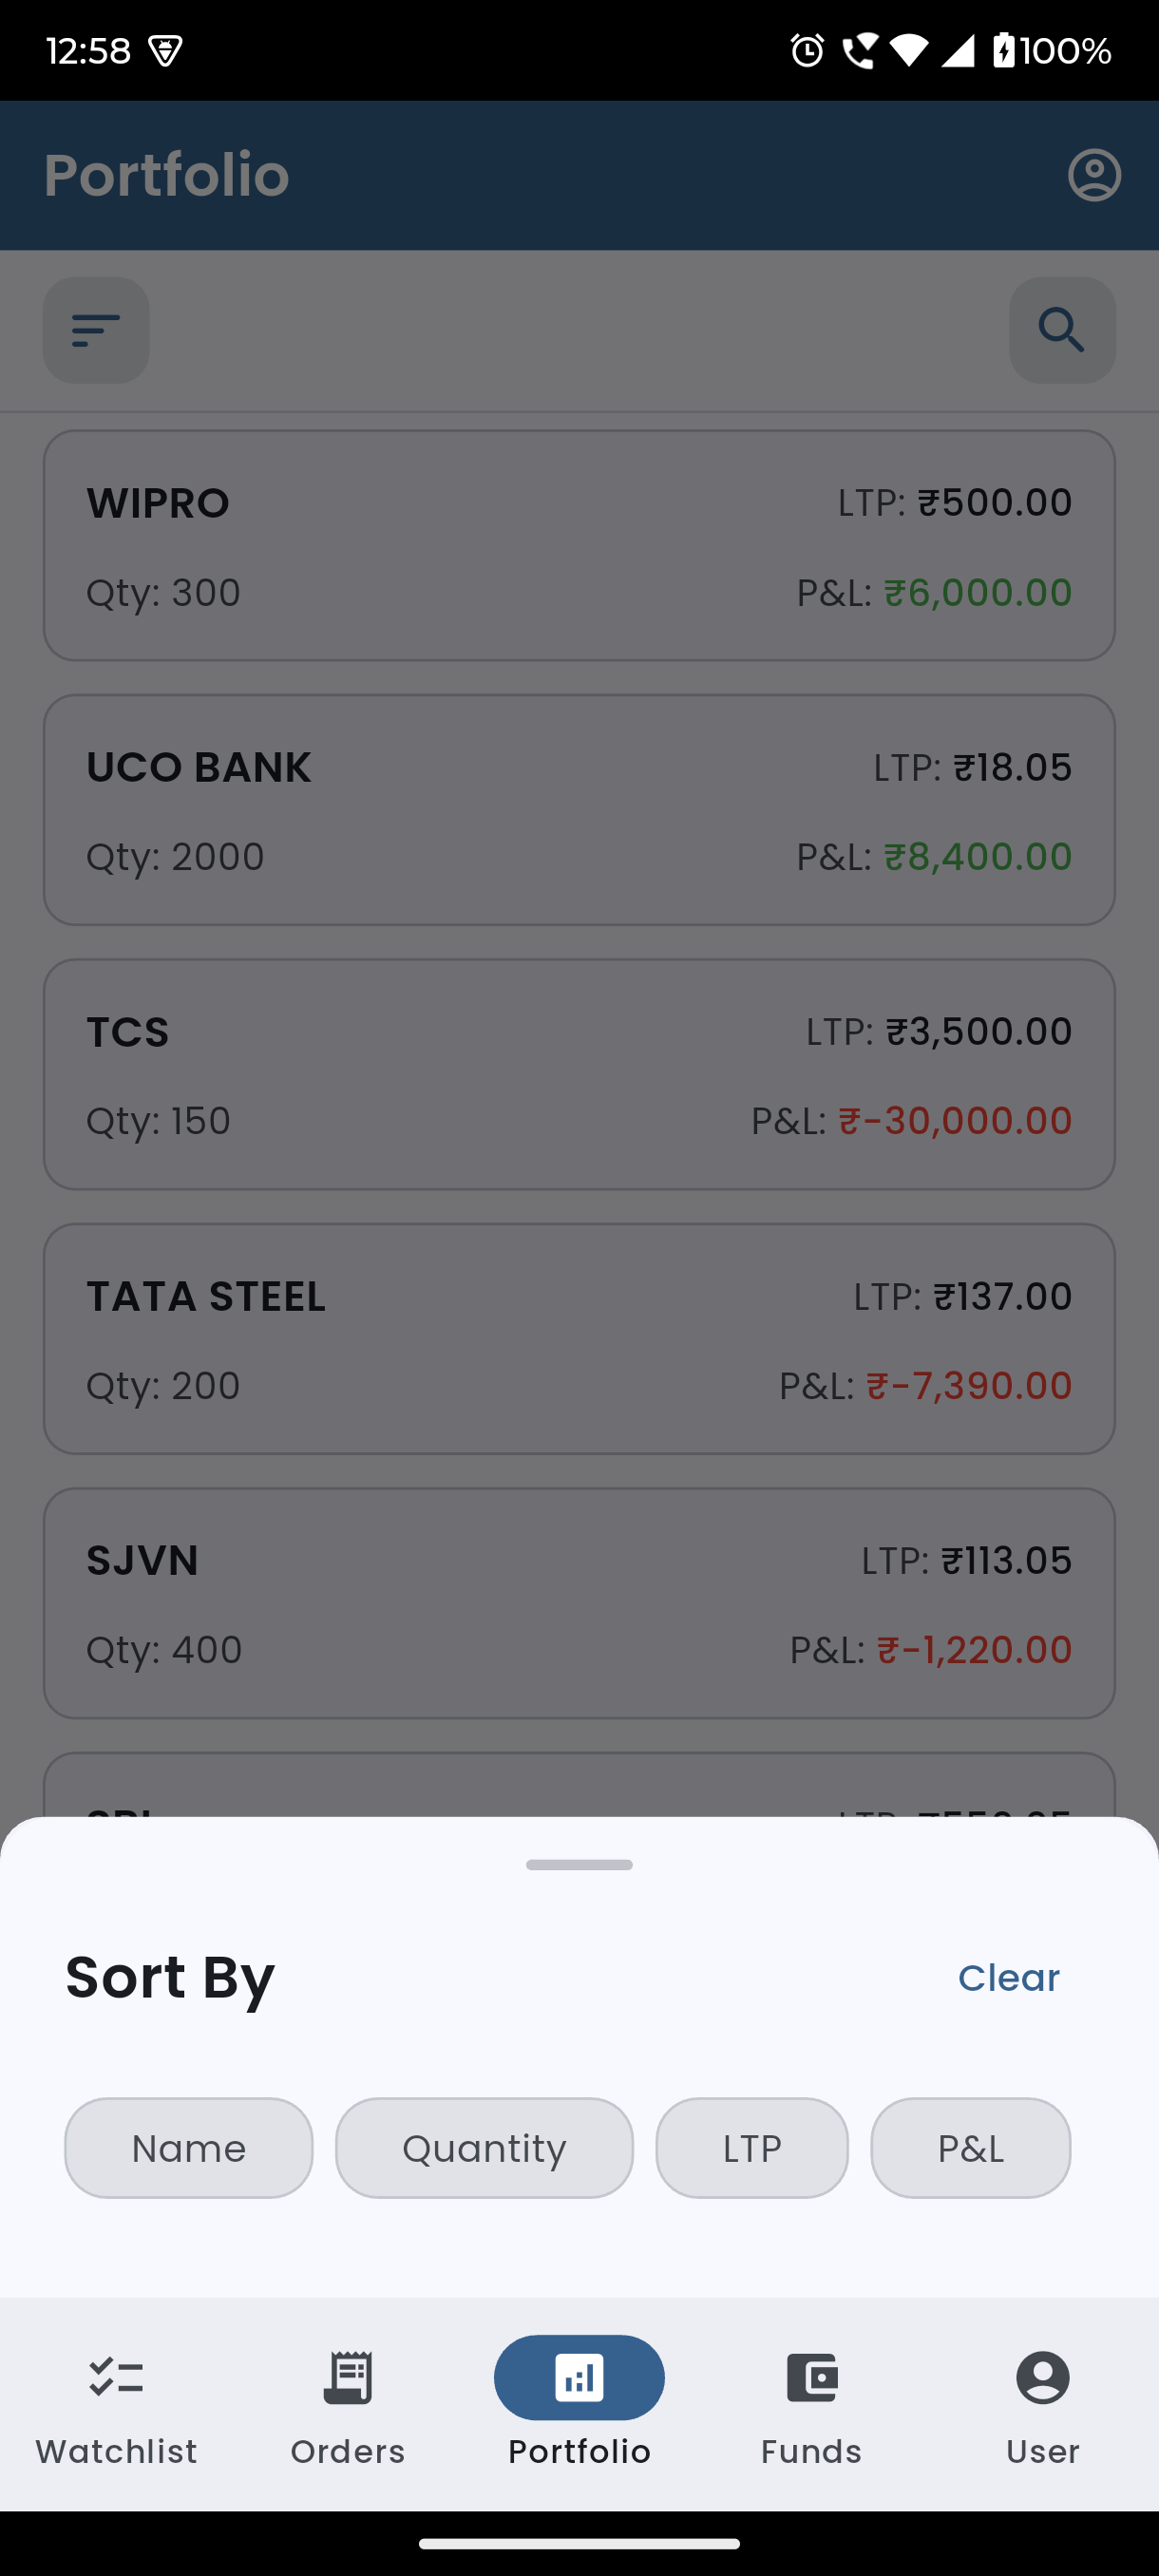 12:58 100%
Portfolio
WIPRO LTP: ₹500.00
Qty: 300 P&L: ₹6,000.00
UCO BANK LTP: ₹18.05
Qty: 2000 P&L: ₹8,400.00
TCS LTP: ₹3,500.00
Qty: 150 P&L: ₹-30,000.00
TATA STEEL LTP: ₹137.00
Qty: 200 P&L: ₹-7,390.00
SJVN LTP: ₹113.05
Qty: 400 P&L: ₹-1,220.00
Sort By Clear
Name Quantity LTP P&L
Watchlist Orders Portfolio Funds User